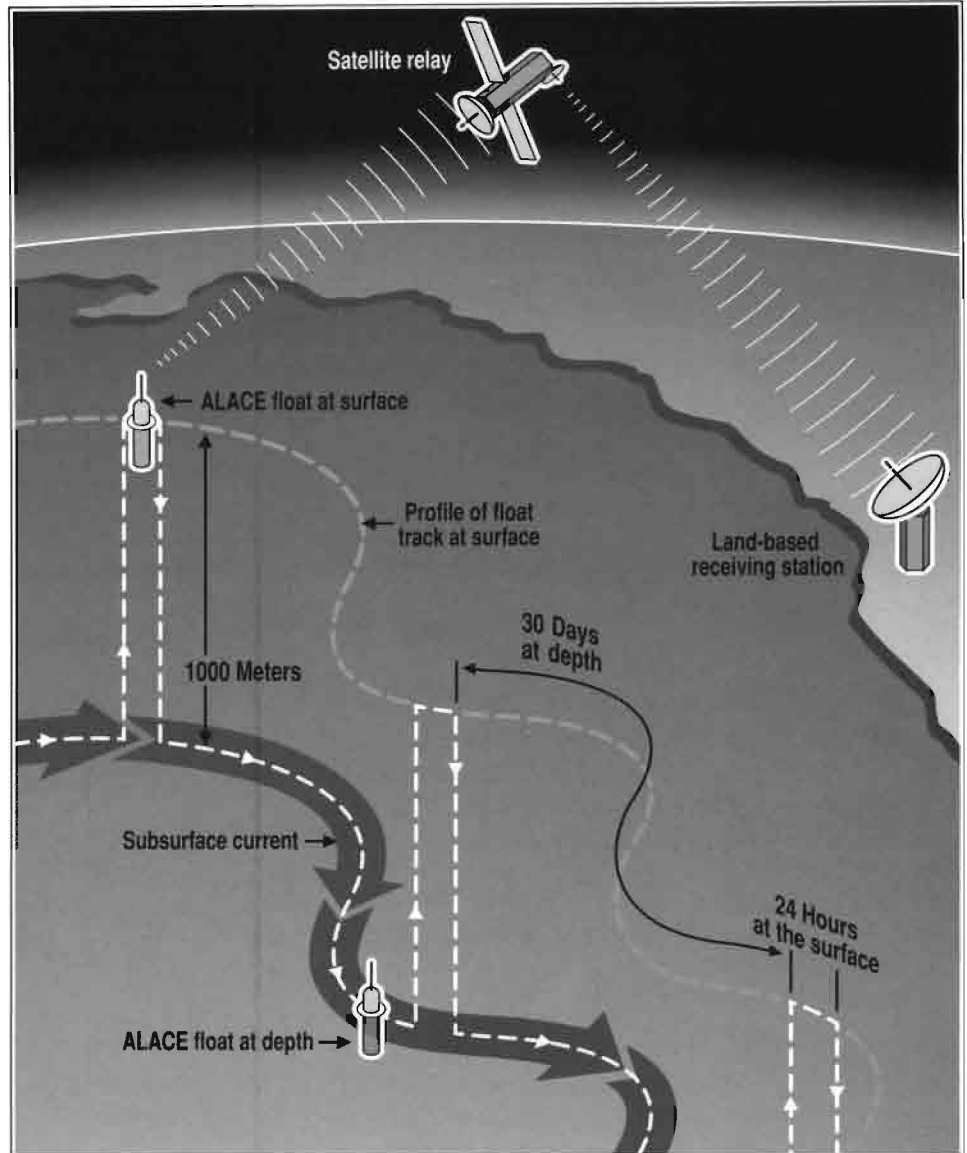 Satellite relay
ALACE float at surface
Profile of float
track at surface
Land-based
receiving station
30 Days
at depth
1000 Meters
Subsurface current
24 Hours
at the surface
ALACE float at depth